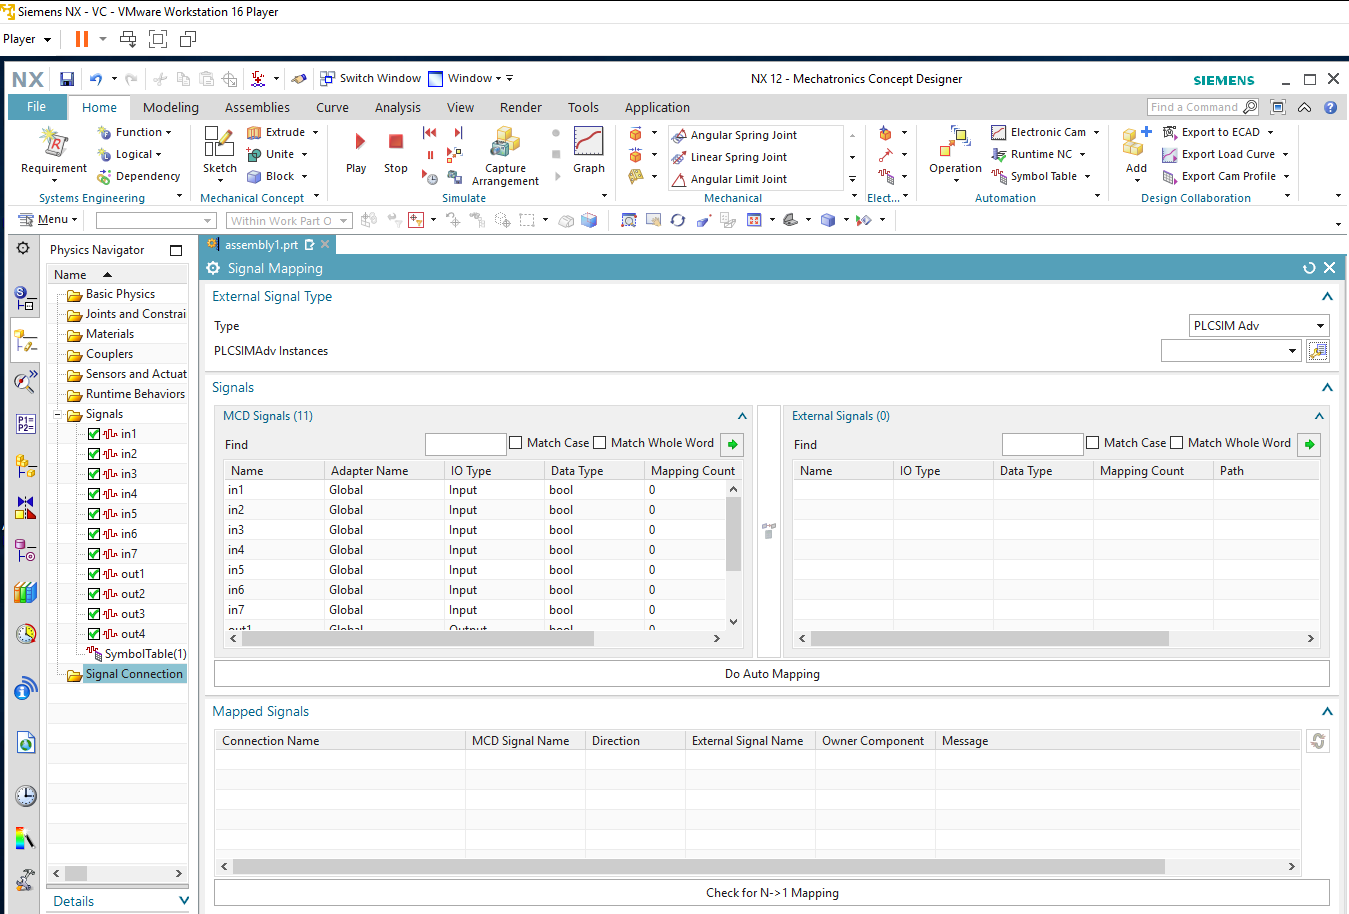 Siemens NX - VC - VMware Workstation 16 Player
Player
NX Switch Window Window NX 12 - Mechatronics Concept Designer SIEMENS
File Home Modeling Assemblies Curve Analysis View Render Tools Application Find a Command
Requirement Function Logical Dependency
Systems Engineering
Sketch Extrude Unite Block
Mechanical Concept
Play Stop Capture Arrangement Graph
Simulate
Angular Spring Joint
Linear Spring Joint
Angular Limit Joint
Mechanical
Elect...
Operation Electronic Cam Runtime NC Symbol Table
Automation
Add Export to ECAD Export Load Curve Export Cam Profile
Design Collaboration
Menu Within Work Part O
Physics Navigator
Name
Basic Physics
Joints and Constrai
Materials
Couplers
Sensors and Actuat
Runtime Behaviors
Signals
in1
in2
in3
in4
in5
in6
in7
out1
out2
out3
out4
SymbolTable(1)
Signal Connection
Details
P1=
P2=
assembly1.prt
Signal Mapping
External Signal Type
Type PLCSIM Adv
PLCSIMAdv Instances
Signals
MCD Signals (11)
Find Match Case Match Whole Word
Name Adapter Name IO Type Data Type Mapping Count
in1 Global Input bool 0
in2 Global Input bool 0
in3 Global Input bool 0
in4 Global Input bool 0
in5 Global Input bool 0
in6 Global Input bool 0
in7 Global Input bool 0
out1 Global Output bool 0
External Signals (0)
Find Match Case Match Whole Word
Name IO Type Data Type Mapping Count Path
Do Auto Mapping
Mapped Signals
Connection Name MCD Signal Name Direction External Signal Name Owner Component Message
Check for N->1 Mapping